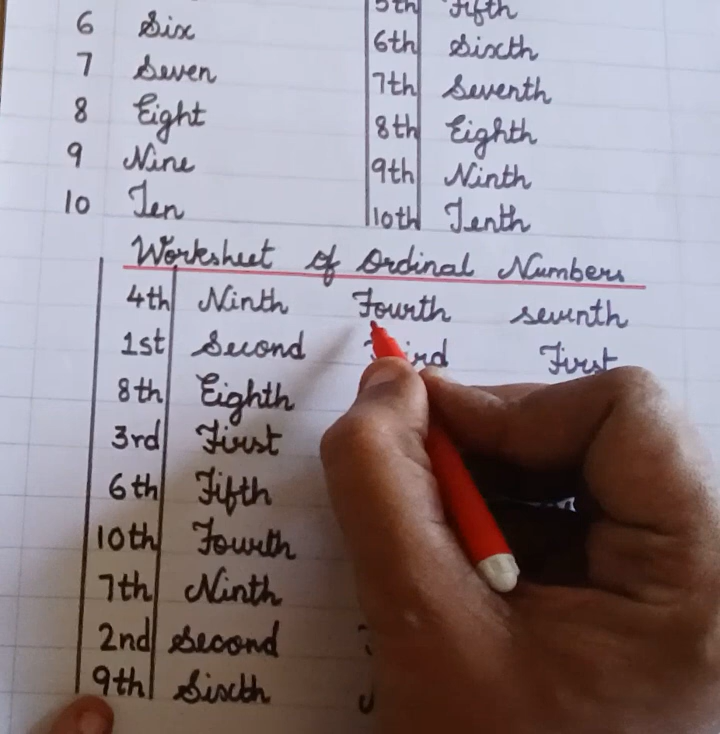 6 Six 5th Fifth
7 Seven 6th Sixth
8 Eight 7th Seventh
9 Nine 8th Eighth
10 Ten 9th Ninth
10th Tenth
Worksheet of Ordinal Numbers
4th Ninth Fourth seventh
1st Second First
8th Eighth
3rd First
6th Fifth
10th Fourth
7th Ninth
2nd Second
9th Sixth